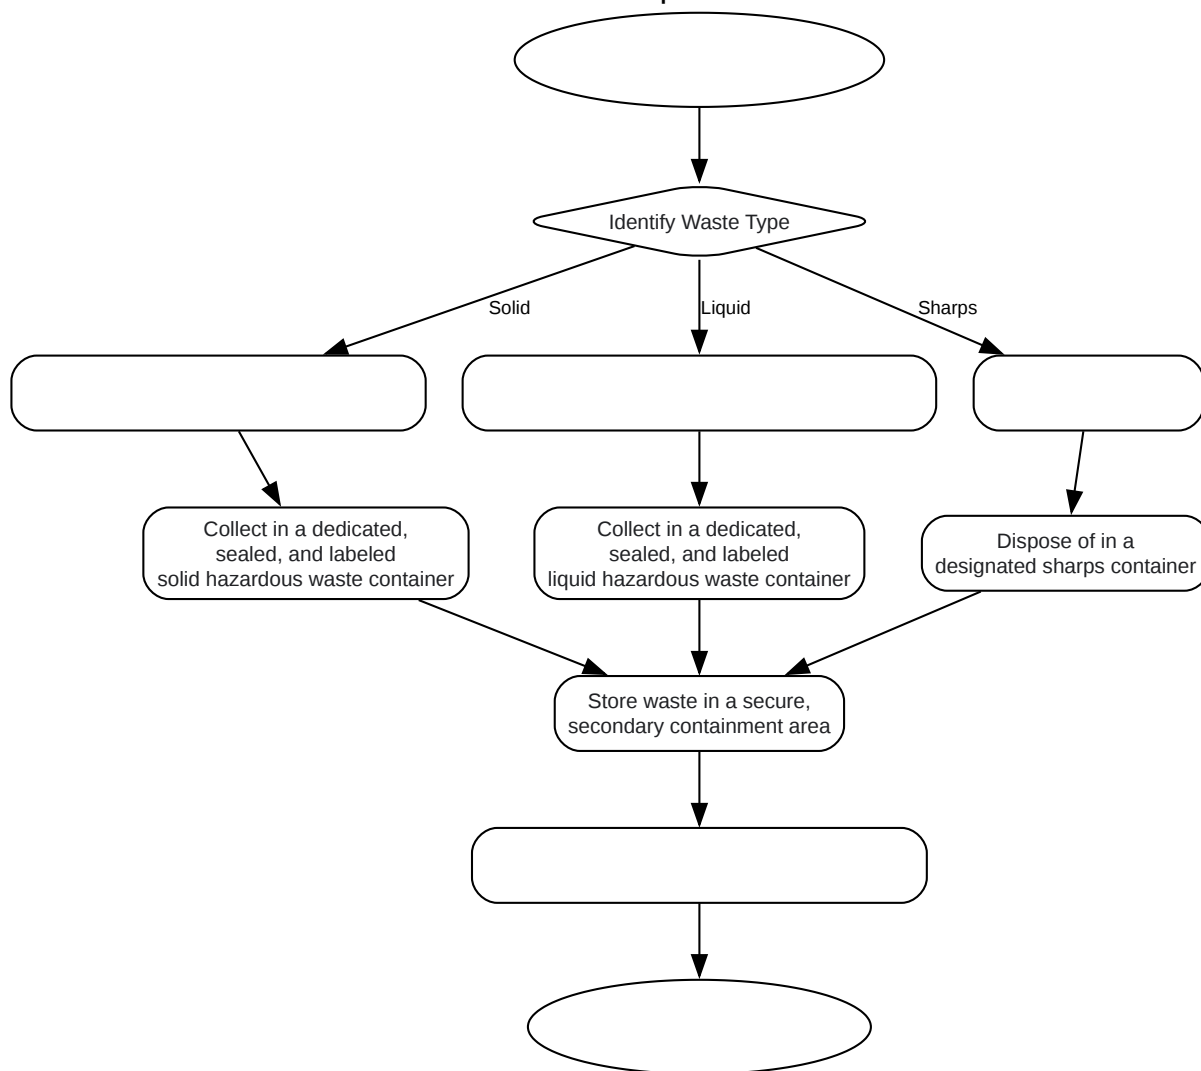 Identify Waste Type
Solid
Liquid
Sharps
Collect in a dedicated,
sealed, and labeled
solid hazardous waste container
Collect in a dedicated,
sealed, and labeled
liquid hazardous waste container
Dispose of in a
designated sharps container
Store waste in a secure,
secondary containment area